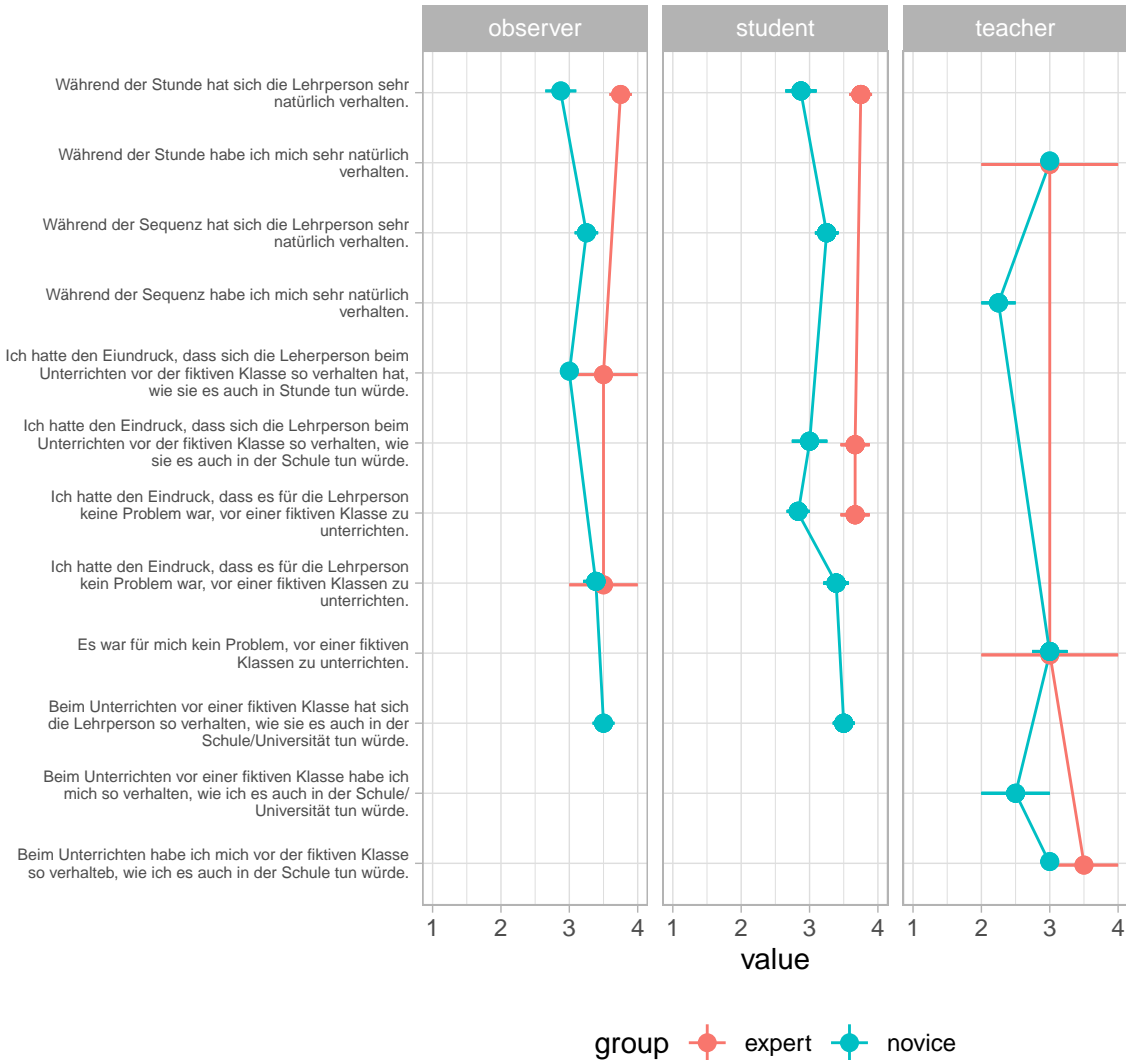 observer
student
teacher
Während der Stunde hat sich die Lehrperson sehr
natürlich verhalten.
Während der Stunde habe ich mich sehr natürlich
verhalten.
Während der Sequenz hat sich die Lehrperson sehr
natürlich verhalten.
Während der Sequenz habe ich mich sehr natürlich
verhalten.
Ich hatte den Eiundruck, dass sich die Leherperson beim
Unterrichten vor der fiktiven Klasse so verhalten hat,
wie sie es auch in Stunde tun würde.
Ich hatte den Eindruck, dass sich die Lehrperson beim
Unterrichten vor der fiktiven Klasse so verhalten, wie
sie es auch in der Schule tun würde.
Ich hatte den Eindruck, dass es für die Lehrperson
keine Problem war, vor einer fiktiven Klasse zu
unterrichten.
Ich hatte den Eindruck, dass es für die Lehrperson
kein Problem war, vor einer fiktiven Klassen zu
unterrichten.
Es war für mich kein Problem, vor einer fiktiven
Klassen zu unterrichten.
Beim Unterrichten vor einer fiktiven Klasse hat sich
die Lehrperson so verhalten, wie sie es auch in der
Schule/Universität tun würde.
Beim Unterrichten vor einer fiktiven Klasse habe ich
mich so verhalten, wie ich es auch in der Schule/
Universität tun würde.
Beim Unterrichten habe ich mich vor der fiktiven Klasse
so verhalteb, wie ich es auch in der Schule tun würde.
1 2 3 4
1 2 3 4
1 2 3 4
value
group expert novice